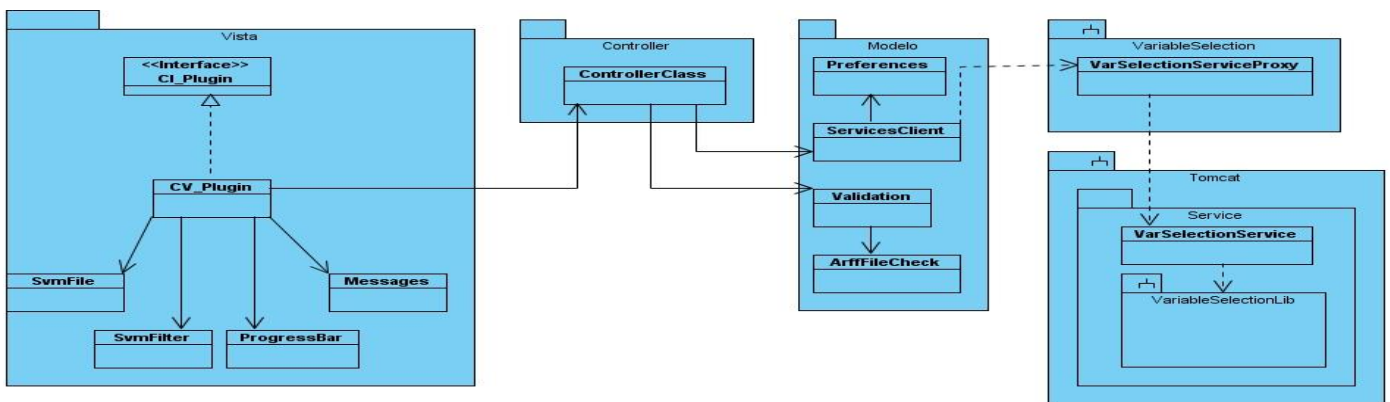 Vista
<<Interface>>
CI_Plugin
CV_Plugin
SvmFile
Messages
SvmFilter
ProgressBar
Controller
ControllerClass
Modelo
Preferences
ServicesClient
Validation
ArffFileCheck
VariableSelection
VarSelectionServiceProxy
Tomcat
Service
VarSelectionService
VariableSelectionLib